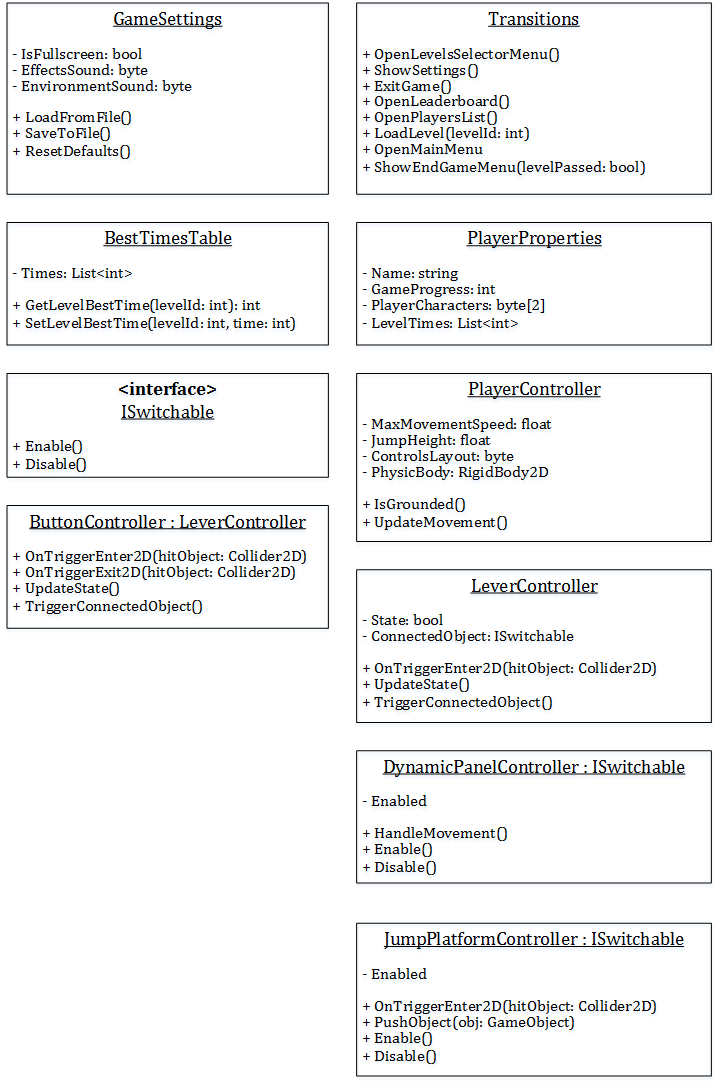 GameSettings
- IsFullscreen: bool
- EffectsSound: byte
- EnvironmentSound: byte
+ LoadFromFile()
+ SaveToFile()
+ ResetDefaults()
Transitions
+ OpenLevelsSelectorMenu()
+ ShowSettings()
+ ExitGame()
+ OpenLeaderboard()
+ OpenPlayersList()
+ LoadLevel(levelId: int)
+ OpenMainMenu
+ ShowEndGameMenu(levelPassed: bool)
BestTimesTable
- Times: List<int>
+ GetLevelBestTime(levelId: int): int
+ SetLevelBestTime(levelId: int, time: int)
PlayerProperties
- Name: string
- GameProgress: int
- PlayerCharacters: byte[2]
- LevelTimes: List<int>
<interface>
ISwitchable
+ Enable()
+ Disable()
PlayerController
- MaxMovementSpeed: float
- JumpHeight: float
- ControlsLayout: byte
- PhysicBody: RigidBody2D
+ IsGrounded()
+ UpdateMovement()
ButtonController : LeverController
+ OnTriggerEnter2D(hitObject: Collider2D)
+ OnTriggerExit2D(hitObject: Collider2D)
+ UpdateState()
+ TriggerConnectedObject()
LeverController
- State: bool
- ConnectedObject: ISwitchable
+ OnTriggerEnter2D(hitObject: Collider2D)
+ UpdateState()
+ TriggerConnectedObject()
DynamicPanelController : ISwitchable
- Enabled
+ HandleMovement()
+ Enable()
+ Disable()
JumpPlatformController : ISwitchable
- Enabled
+ OnTriggerEnter2D(hitObject: Collider2D)
+ PushObject(obj: GameObject)
+ Enable()
+ Disable()